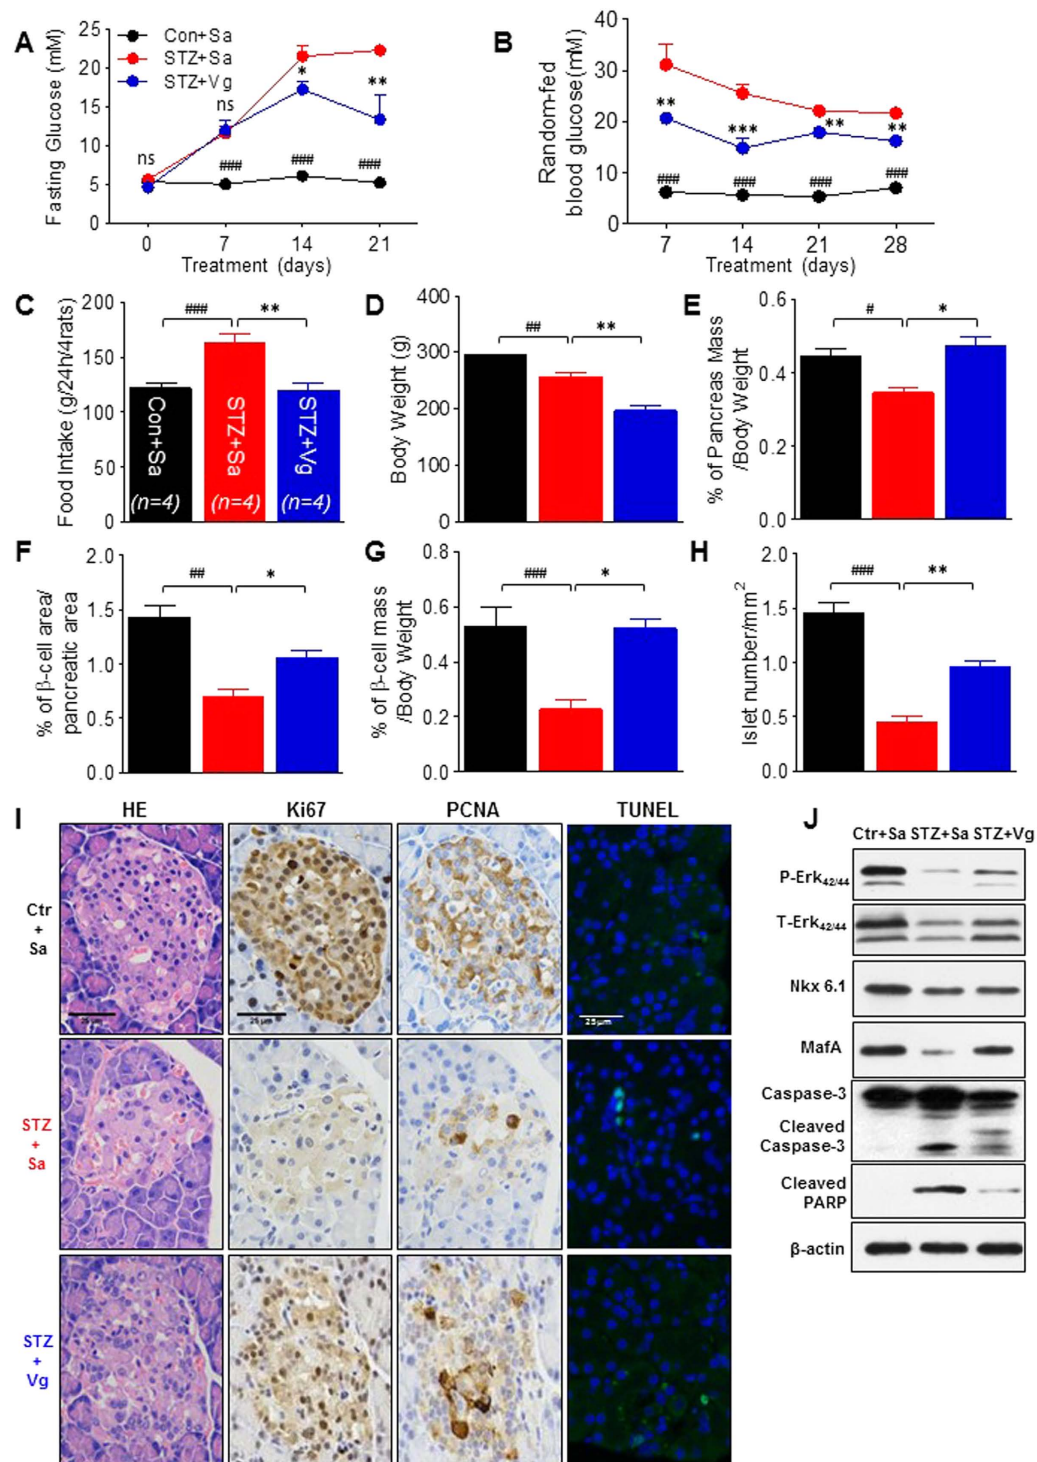 A
Fasting Glucose (mM)
25
20
15
10
5
0
Con+Sa
STZ+Sa
STZ+Vg
ns
ns
*
**
###
###
###
0
7
14
21
Treatment (days)
B
Random-fed
blood glucose(mM)
40
30
20
10
0
**
***
**
**
###
###
###
###
7
14
21
28
Treatment (days)
C
Food Intake (g/24h/4rats)
200
150
100
50
0
###
**
Con+Sa
(n=4)
STZ+Sa
(n=4)
STZ+Vg
(n=4)
D
Body Weight (g)
400
300
200
100
0
##
**
E
% of Pancreas Mass
/Body Weight
0.6
0.4
0.2
0.0
#
*
F
% of β-cell area/
pancreatic area
2.0
1.5
1.0
0.5
0.0
##
*
G
% of β-cell mass
/Body Weight
0.8
0.6
0.4
0.2
0.0
###
*
H
Islet number/mm2
2.0
1.5
1.0
0.5
0.0
###
**
I
HE
Ki67
PCNA
TUNEL
Ctr
+
Sa
25 μm
25μm
25μm
STZ
+
Sa
STZ
+
Vg
J
Ctr+Sa STZ+Sa STZ+Vg
P-Erk42/44
T-Erk42/44
Nkx 6.1
MafA
Caspase-3
Cleaved
Caspase-3
Cleaved
PARP
β-actin